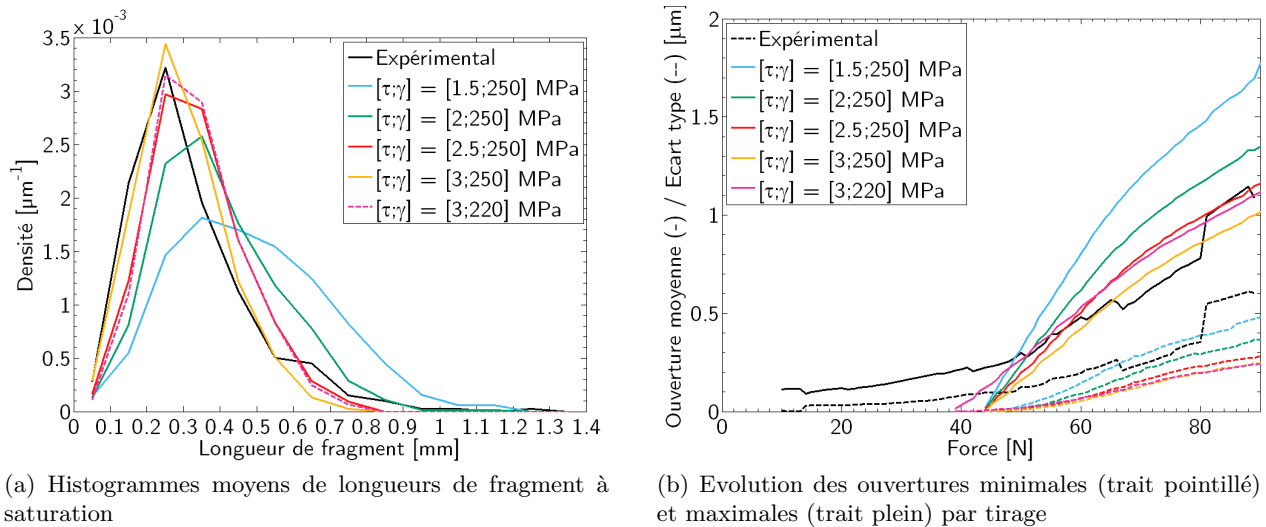 × 10⁻³
3.5
3
2.5
2
1.5
1
0.5
0
Densité [µm⁻¹]
0 0.1 0.2 0.3 0.4 0.5 0.6 0.7 0.8 0.9 1.0 1.1 1.2 1.3 1.4
Longueur de fragment [mm]
Expérimental
[τ;γ] = [1.5;250] MPa
[τ;γ] = [2;250] MPa
[τ;γ] = [2.5;250] MPa
[τ;γ] = [3;250] MPa
[τ;γ] = [3;220] MPa
(a) Histogrammes moyens de longueurs de fragment à
saturation
2
1.5
1
0.5
0
Ouverture moyenne (-) / Ecart type (--) [µm]
0 20 40 60 80
Force [N]
Expérimental
[τ;γ] = [1.5;250] MPa
[τ;γ] = [2;250] MPa
[τ;γ] = [2.5;250] MPa
[τ;γ] = [3;250] MPa
[τ;γ] = [3;220] MPa
(b) Evolution des ouvertures minimales (trait pointillé)
et maximales (trait plein) par tirage